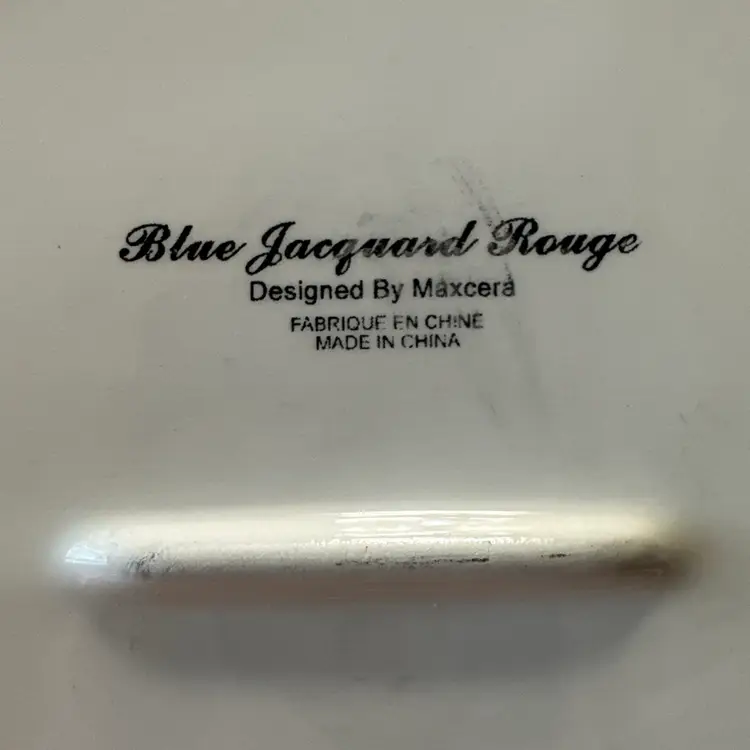 Blue Jacquard Rouge
Designed By Maxcera
FABRIQUE EN CHINE
MADE IN CHINA